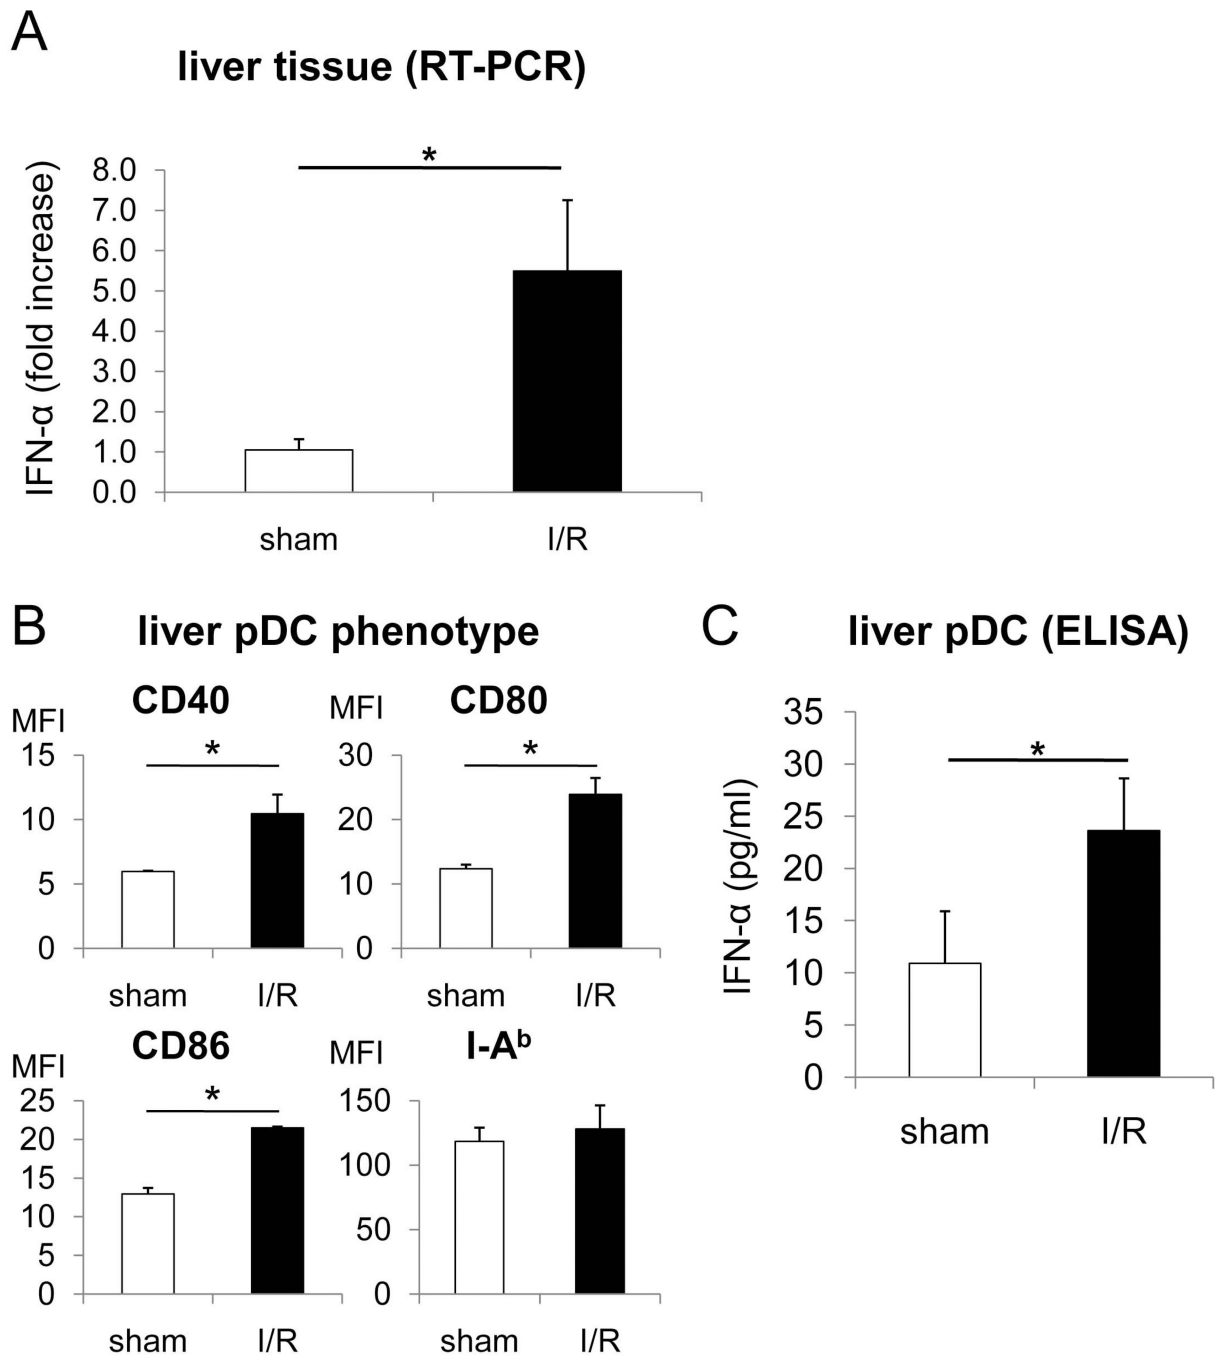 A
liver tissue (RT-PCR)
*
IFN-α (fold increase)
8.0
7.0
6.0
5.0
4.0
3.0
2.0
1.0
0.0
sham I/R
B
liver pDC phenotype
CD40
MFI
*
15
10
5
0
sham I/R
CD80
MFI
*
30
20
10
0
sham I/R
CD86
MFI
*
25
20
15
10
5
0
sham I/R
I-Aᵇ
MFI
150
100
50
0
sham I/R
C
liver pDC (ELISA)
*
IFN-α (pg/ml)
35
30
25
20
15
10
5
0
sham I/R